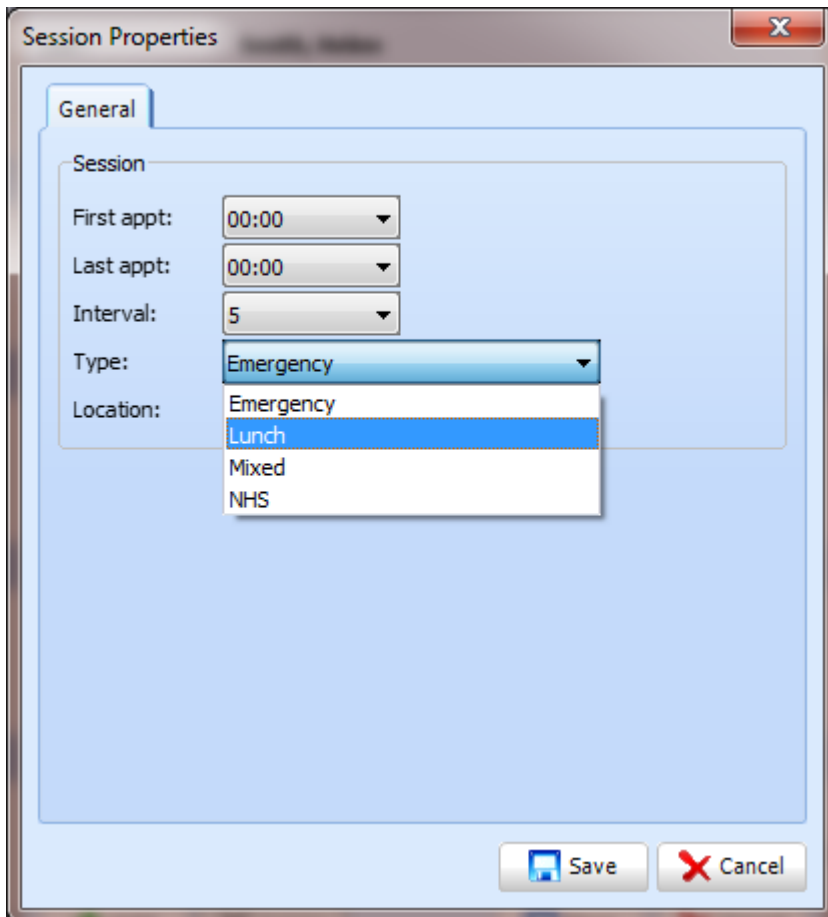 Session Properties
General
Session
First appt: 00:00
Last appt: 00:00
Interval: 5
Type: Emergency
Location:
Emergency
Lunch
Mixed
NHS
Save Cancel